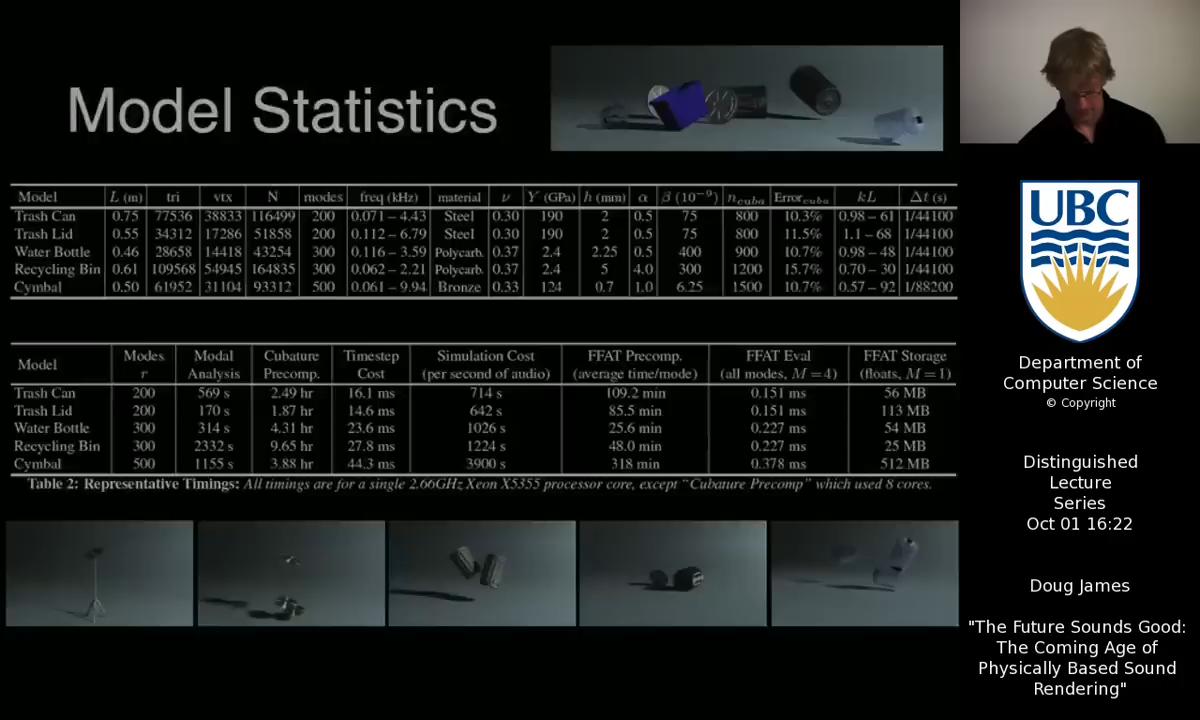 Model Statistics
Model L (m) tri vtx N modes freq (kHz) material ν Y (GPa) h (mm) α β (10⁻⁹) n_cuba Error_cuba kL Δt (s)
Trash Can 0.75 77536 38833 116499 200 0.071 – 4.43 Steel 0.30 190 2 0.5 75 800 10.3% 0.98 – 61 1/44100
Trash Lid 0.55 34312 17286 51858 200 0.112 – 6.79 Steel 0.30 190 2 0.5 75 800 11.5% 1.1 – 68 1/44100
Water Bottle 0.46 28658 14418 43254 300 0.116 – 3.59 Polycarb. 0.37 2.4 2.25 0.5 400 900 10.7% 0.98 – 48 1/44100
Recycling Bin 0.61 109568 54945 164835 300 0.062 – 2.21 Polycarb. 0.37 2.4 5 4.0 300 1200 15.7% 0.70 – 30 1/44100
Cymbal 0.50 61952 31104 93312 500 0.061 – 9.94 Bronze 0.33 124 0.7 1.0 6.25 1500 10.7% 0.57 – 92 1/88200
Modes Modal Cubature Timestep Simulation Cost FFAT Precomp. FFAT Eval FFAT Storage
Model r Analysis Precomp. Cost (per second of audio) (average time/mode) (all modes, M = 4) (floats, M = 1)
Trash Can 200 569 s 2.49 hr 16.1 ms 714 s 109.2 min 0.151 ms 56 MB
Trash Lid 200 170 s 1.87 hr 14.6 ms 642 s 85.5 min 0.151 ms 113 MB
Water Bottle 300 314 s 4.31 hr 23.6 ms 1026 s 25.6 min 0.227 ms 54 MB
Recycling Bin 300 2332 s 9.65 hr 27.8 ms 1224 s 48.0 min 0.227 ms 25 MB
Cymbal 500 1155 s 3.88 hr 44.3 ms 3900 s 318 min 0.378 ms 512 MB
Table 2: Representative Timings: All timings are for a single 2.66GHz Xeon X5355 processor core, except "Cubature Precomp" which used 8 cores.
UBC
Department of
Computer Science
© Copyright
Distinguished
Lecture
Series
Oct 01 16:22
Doug James
"The Future Sounds Good:
The Coming Age of
Physically Based Sound
Rendering"